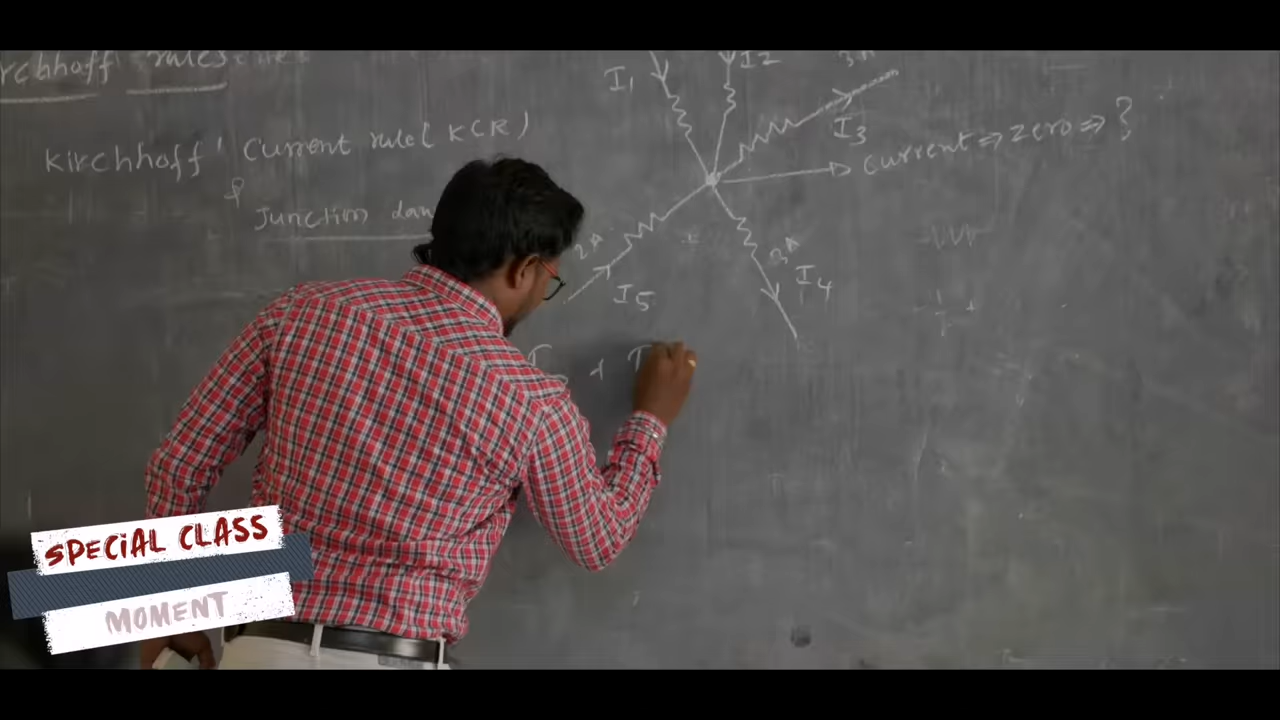 rchhoff rules
I1
I2
I3
Kirchhoff' Current rule( KCR )
Current ⇒ zero ⇒ ?
Junction
2A
3A
I4
I5
I5 + I
SPECIAL CLASS
MOMENT